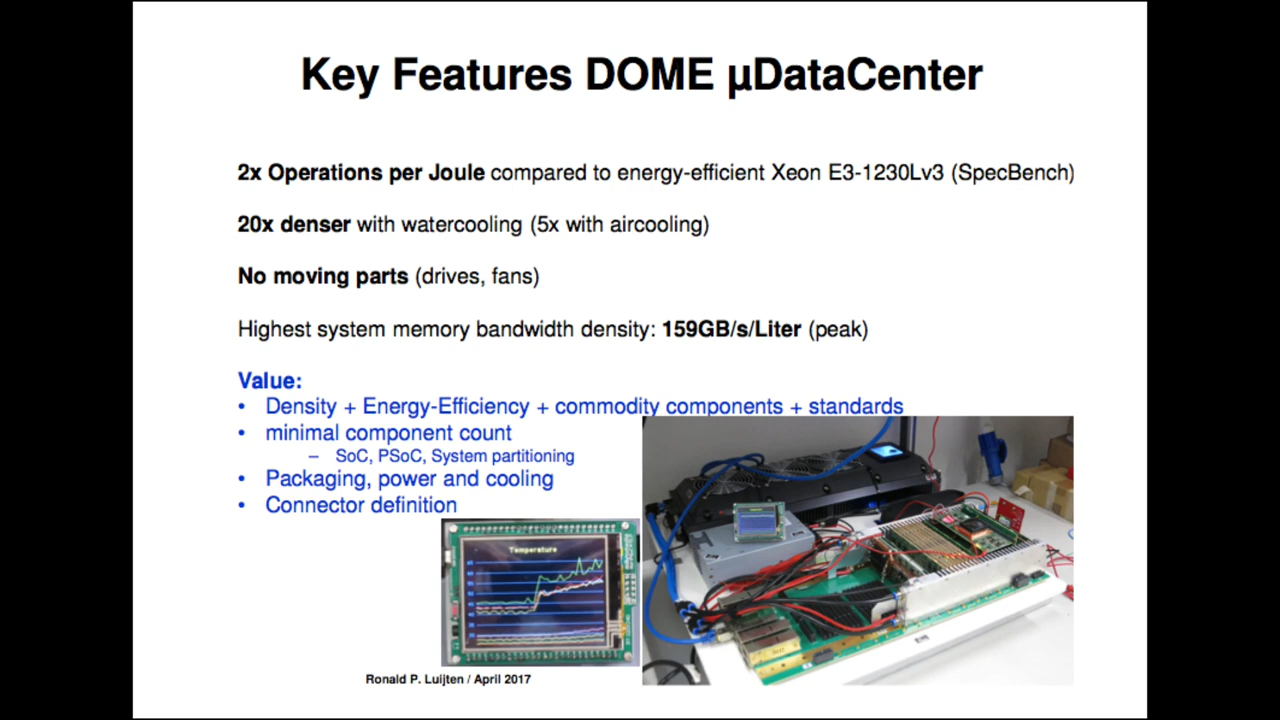 Key Features DOME µDataCenter
2x Operations per Joule compared to energy-efficient Xeon E3-1230Lv3 (SpecBench)
20x denser with watercooling (5x with aircooling)
No moving parts (drives, fans)
Highest system memory bandwidth density: 159GB/s/Liter (peak)
Value:
• Density + Energy-Efficiency + commodity components + standards
• minimal component count
– SoC, PSoC, System partitioning
• Packaging, power and cooling
• Connector definition
Temperature
Ronald P. Luijten / April 2017